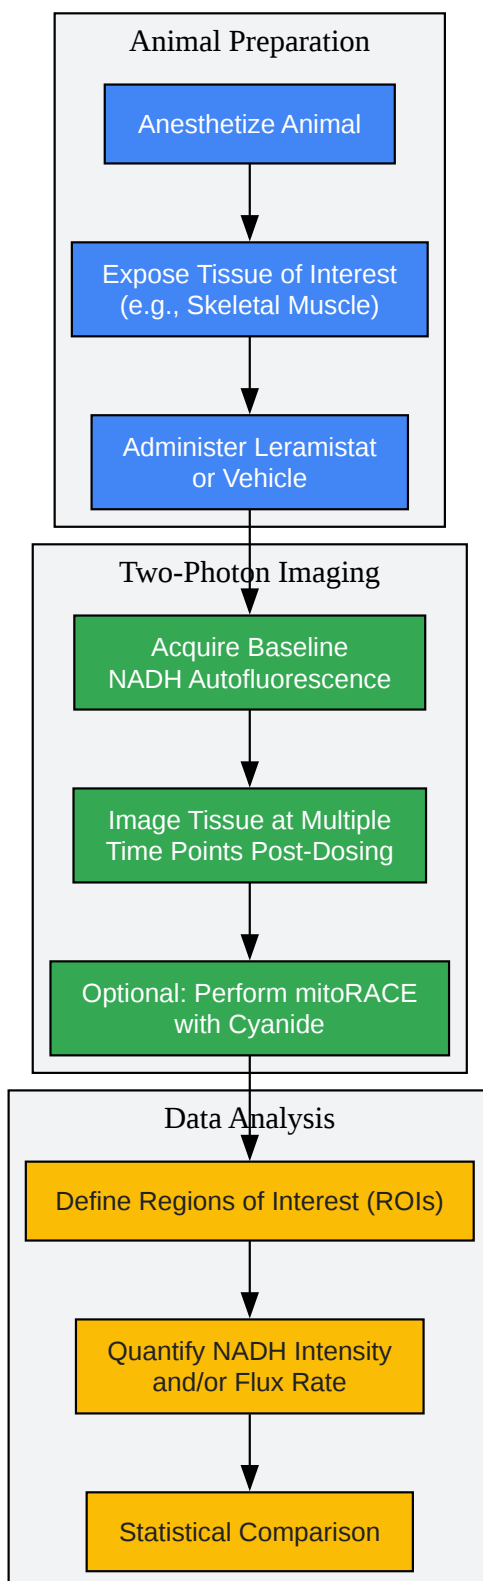 Animal Preparation
Anesthetize Animal
Expose Tissue of Interest
(e.g., Skeletal Muscle)
Administer Leramistat
or Vehicle
Two-Photon Imaging
Acquire Baseline
NADH Autofluorescence
Image Tissue at Multiple
Time Points Post-Dosing
Optional: Perform mitoRACE
with Cyanide
Data Analysis
Define Regions of Interest (ROIs)
Quantify NADH Intensity
and/or Flux Rate
Statistical Comparison